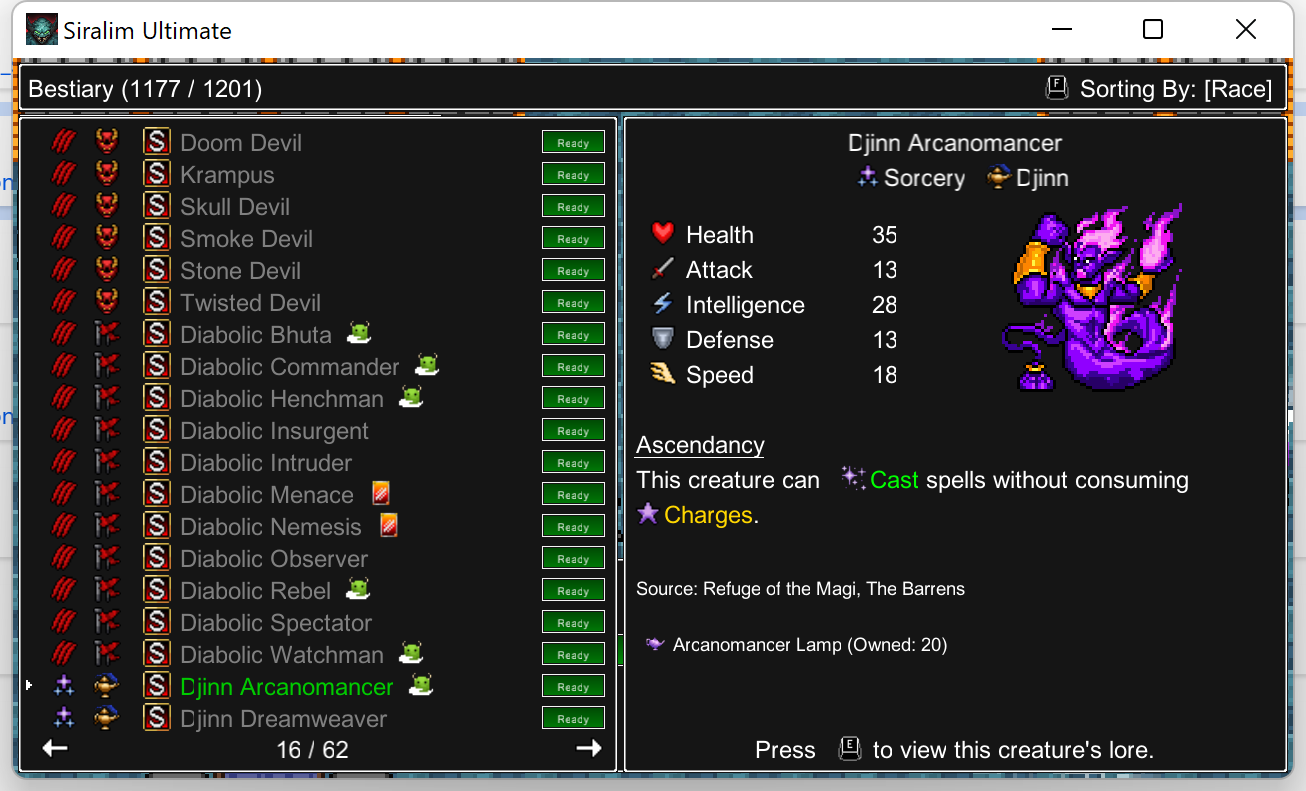 Siralim Ultimate
Bestiary (1177 / 1201)
F Sorting By: [Race]
S Doom Devil Ready
S Krampus Ready
S Skull Devil Ready
S Smoke Devil Ready
S Stone Devil Ready
S Twisted Devil Ready
S Diabolic Bhuta Ready
S Diabolic Commander Ready
S Diabolic Henchman Ready
S Diabolic Insurgent Ready
S Diabolic Intruder Ready
S Diabolic Menace Ready
S Diabolic Nemesis Ready
S Diabolic Observer Ready
S Diabolic Rebel Ready
S Diabolic Spectator Ready
S Diabolic Watchman Ready
S Djinn Arcanomancer Ready
S Djinn Dreamweaver Ready
16 / 62
Djinn Arcanomancer
Sorcery Djinn
Health 35
Attack 13
Intelligence 28
Defense 13
Speed 18
Ascendancy
This creature can Cast spells without consuming
Charges.
Source: Refuge of the Magi, The Barrens
Arcanomancer Lamp (Owned: 20)
Press E to view this creature's lore.